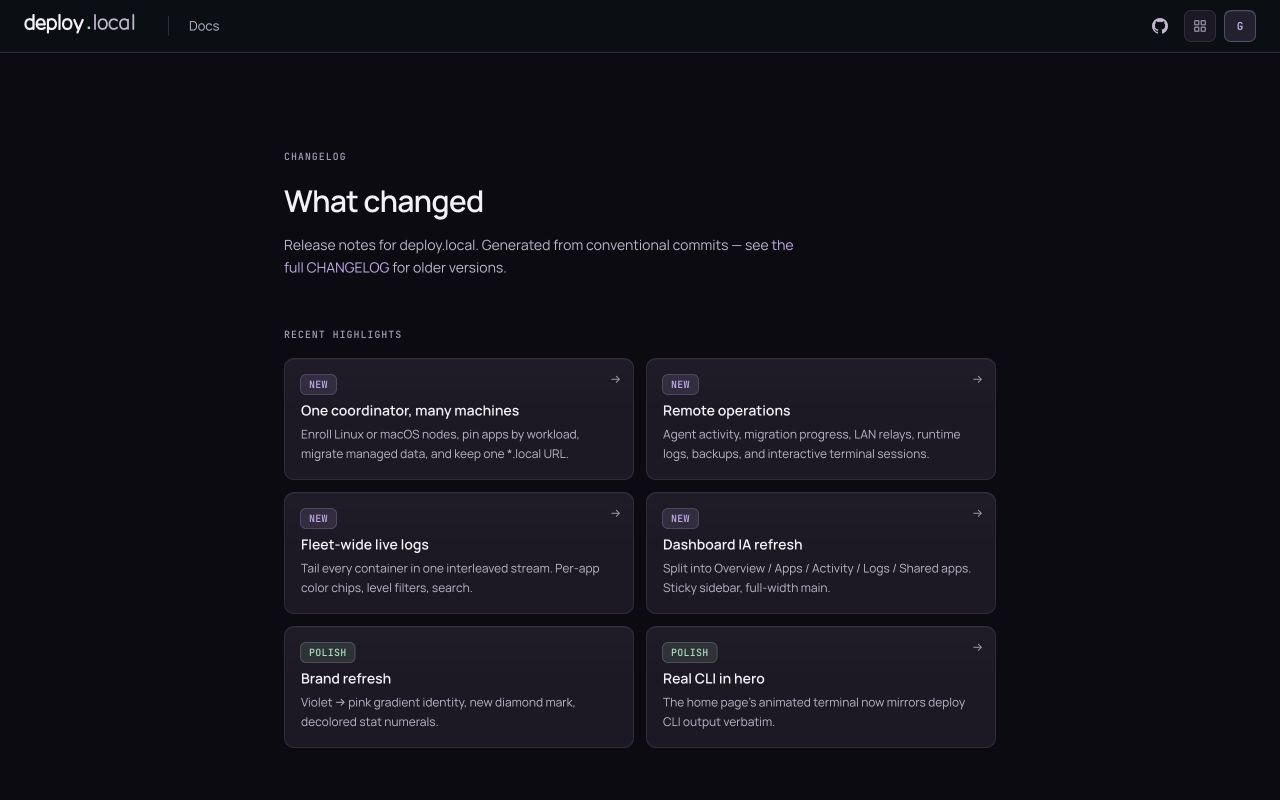 deploy.local
Docs
G
CHANGELOG
What changed
Release notes for deploy.local. Generated from conventional commits — see the
full CHANGELOG for older versions.
RECENT HIGHLIGHTS
NEW →
One coordinator, many machines
Enroll Linux or macOS nodes, pin apps by workload,
migrate managed data, and keep one *.local URL.
NEW →
Remote operations
Agent activity, migration progress, LAN relays, runtime
logs, backups, and interactive terminal sessions.
NEW →
Fleet-wide live logs
Tail every container in one interleaved stream. Per-app
color chips, level filters, search.
NEW →
Dashboard IA refresh
Split into Overview / Apps / Activity / Logs / Shared apps.
Sticky sidebar, full-width main.
POLISH
Brand refresh
Violet → pink gradient identity, new diamond mark,
decolored stat numerals.
POLISH →
Real CLI in hero
The home page's animated terminal now mirrors deploy
CLI output verbatim.